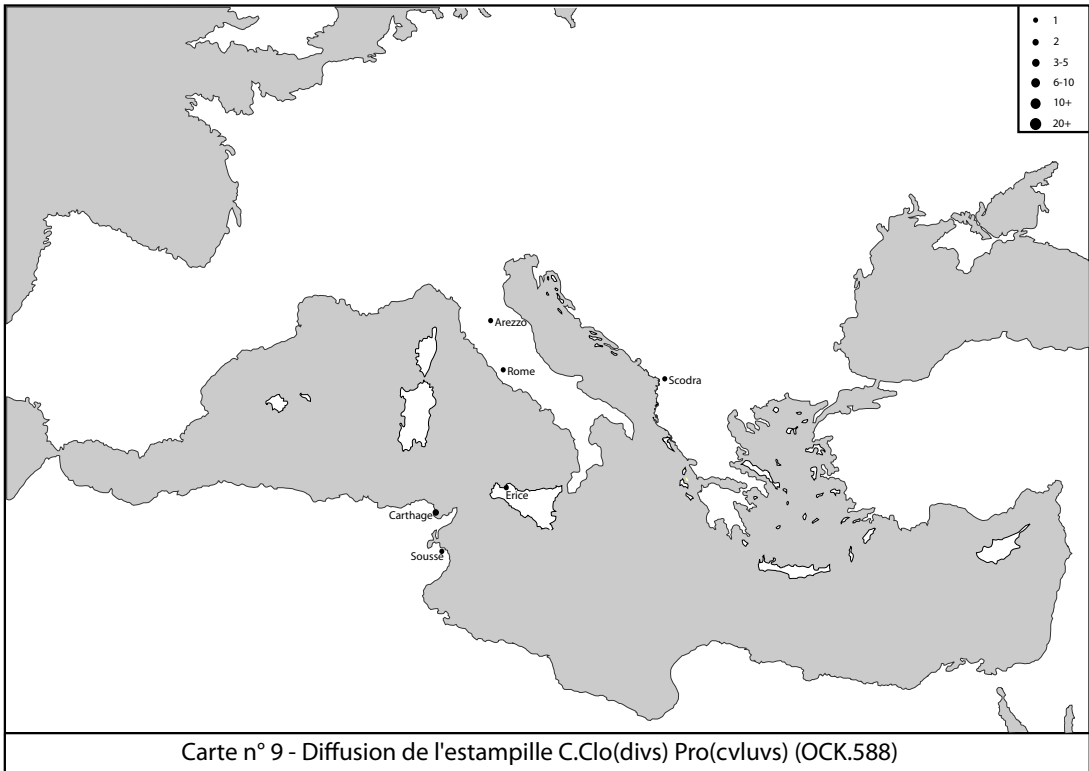 1
2
3-5
6-10
10+
20+
Arezzo
Rome
Scodra
Erice
Carthage
Sousse
Carte n° 9 - Diffusion de l'estampille C.Clo(divs) Pro(cvluvs) (OCK.588)